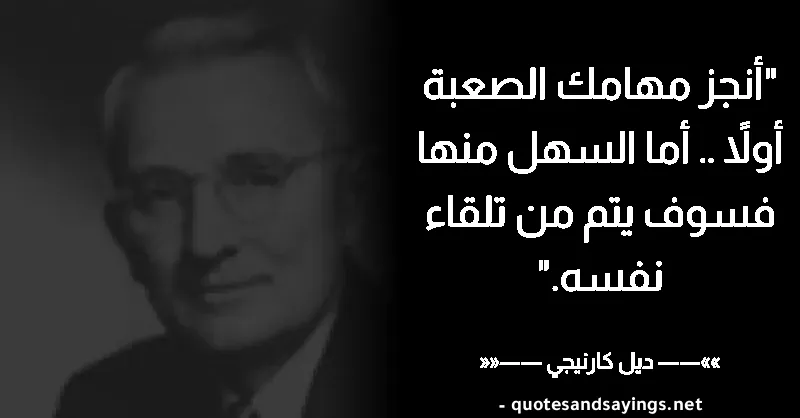 "أنجز مهامك الصعبة
أولًا .. أما السهل منها
فسوف يتم من تلقاء
نفسه."
»»—— ديل كارنيجي ——««
- quotesandsayings.net